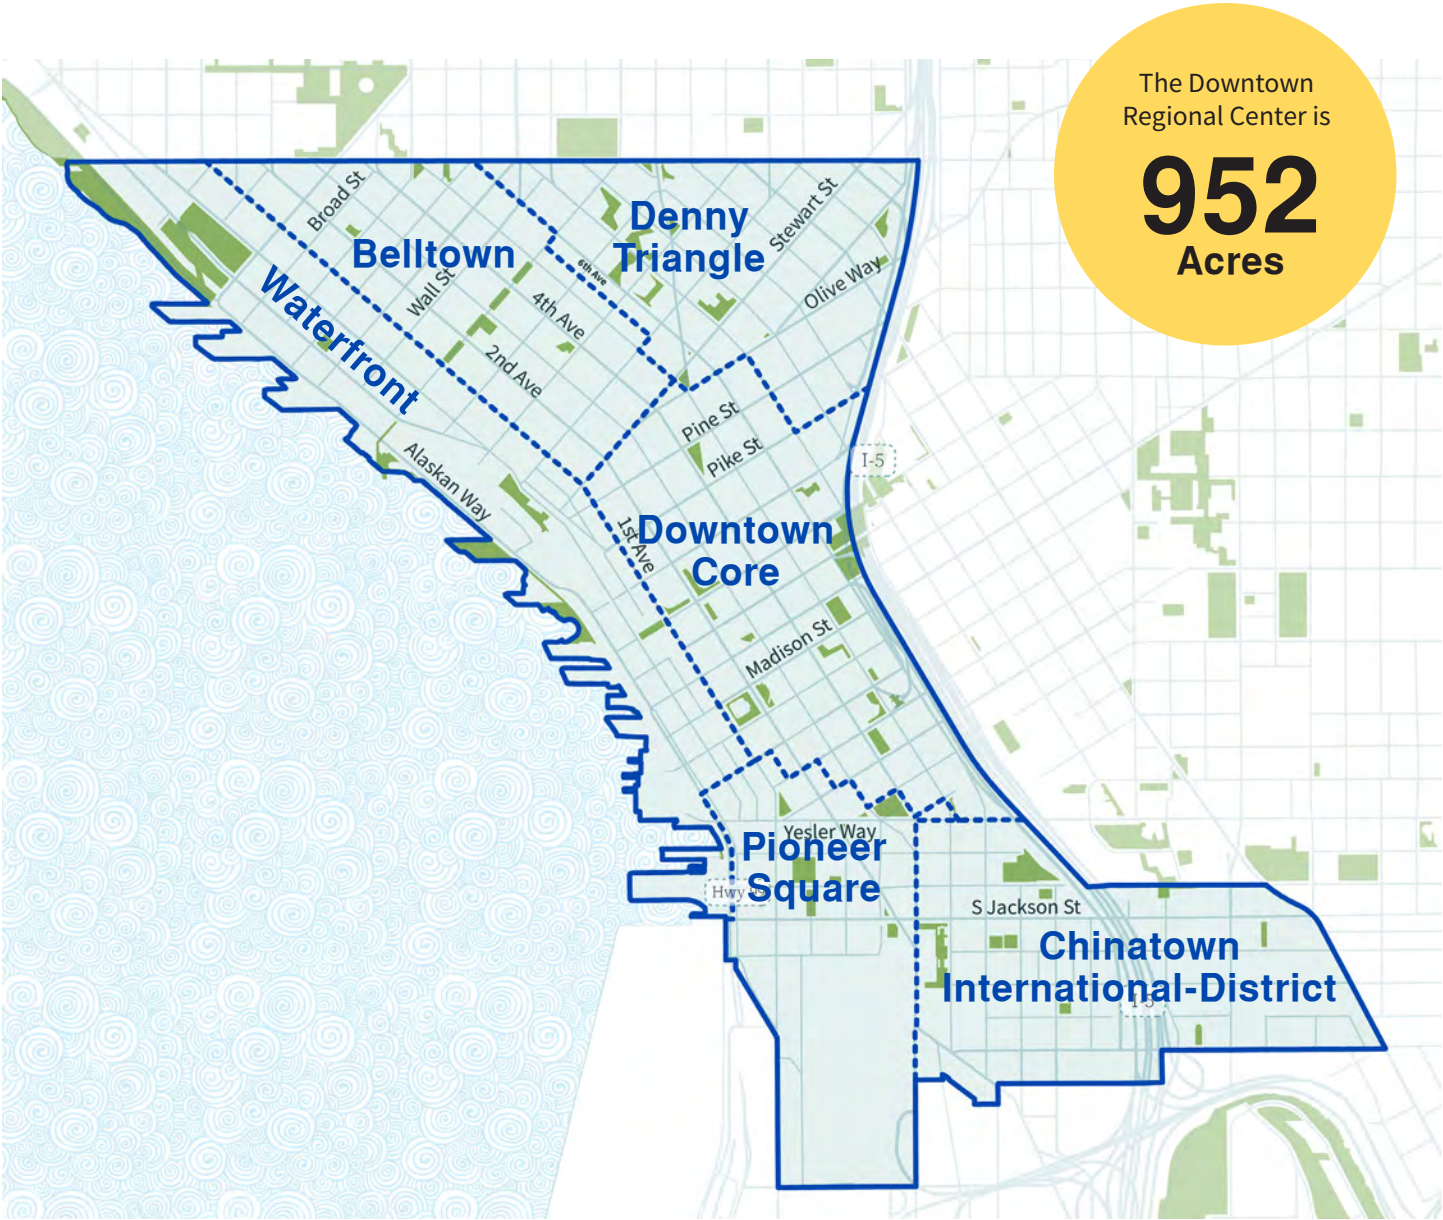 The Downtown
Regional Center is
952
Acres
Denny
Triangle
Stewart St
Broad St
Belltown
Olive Way
6th Ave
Wall St
4th Ave
Waterfront
2nd Ave
Pine St
Pike St
I-5
Alaskan Way
1st Ave
Downtown
Core
Madison St
Yesler Way
Pioneer
Square
Hwy
S Jackson St
Chinatown
International-District
I-5